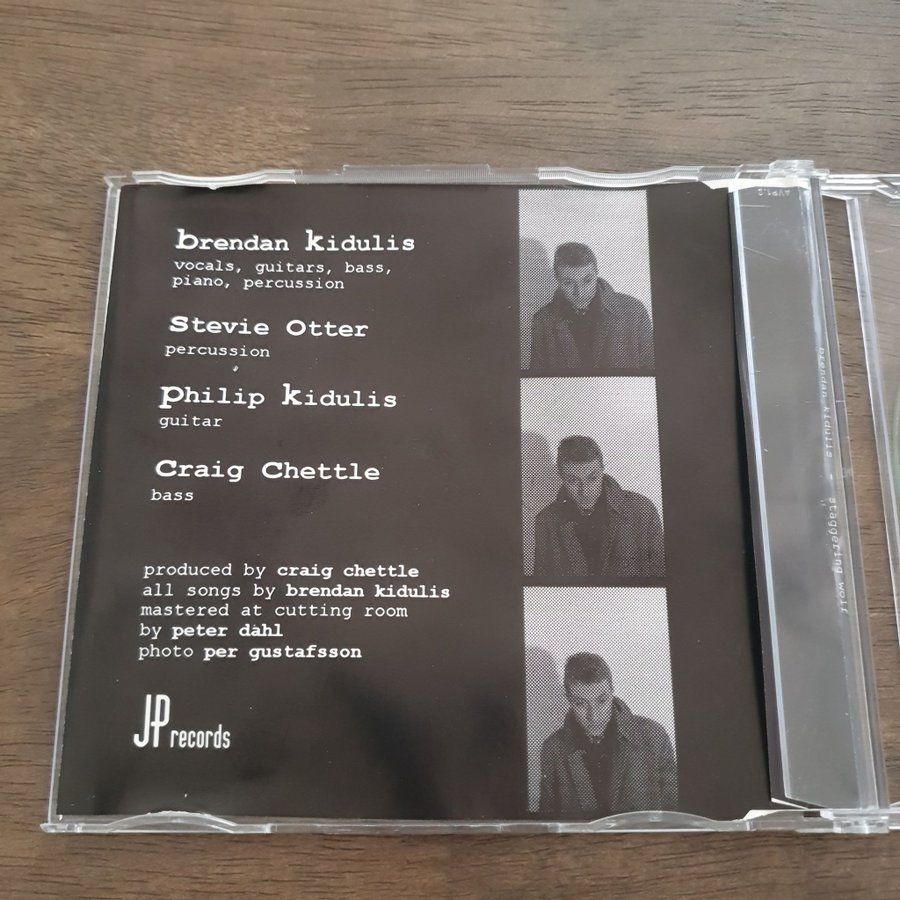 brendan kidulis
vocals, guitars, bass,
piano, percussion
Stevie Otter
percussion
philip kidulis
guitar
Craig Chettle
bass
produced by craig chettle
all songs by brendan kidulis
mastered at cutting room
by peter dahl
photo per gustafsson
JP records
brendan kidulis - staggering wolf